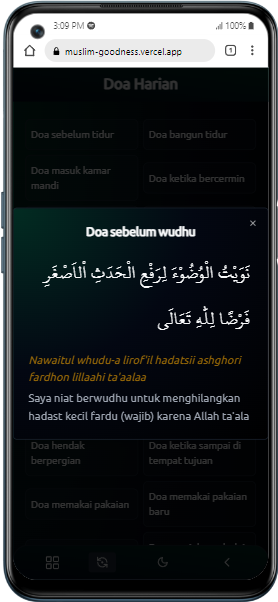 3:09 PM
100%
muslim-goodness.vercel.app
1
Doa Harian
Doa sebelum tidur
Doa bangun tidur
Doa masuk kamar
mandi
Doa ketika bercermin
×
Doa sebelum wudhu
نَوَيْتُ الْوُضُوْءَ لِرَفْعِ الْحَدَثِ اْلاَصْغَرِ
فَرْضًا لِلّٰهِ تَعَالَى
Nawaitul whudu-a lirof'il hadatsii ashghori
fardhon lillaahi ta'aalaa
Saya niat berwudhu untuk menghilangkan
hadast kecil fardu (wajib) karena Allah ta'ala
Doa hendak
berpergian
Doa ketika sampai di
tempat tujuan
Doa memakai pakaian
Doa memakai pakaian
baru